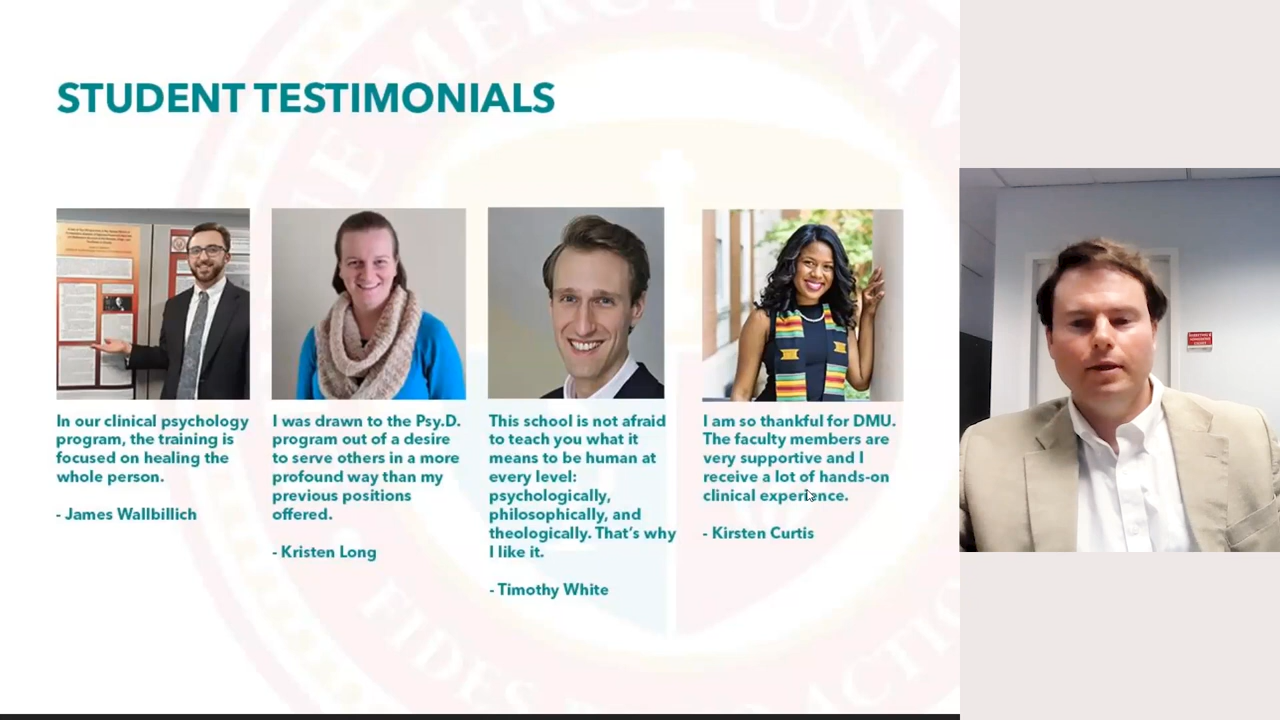 STUDENT TESTIMONIALS
In our clinical psychology
program, the training is
focused on healing the
whole person.
- James Wallbillich
I was drawn to the Psy.D.
program out of a desire
to serve others in a more
profound way than my
previous positions
offered.
- Kristen Long
This school is not afraid
to teach you what it
means to be human at
every level:
psychologically,
philosophically, and
theologically. That's why
I like it.
- Timothy White
I am so thankful for DMU.
The faculty members are
very supportive and I
receive a lot of hands-on
clinical experience.
- Kirsten Curtis